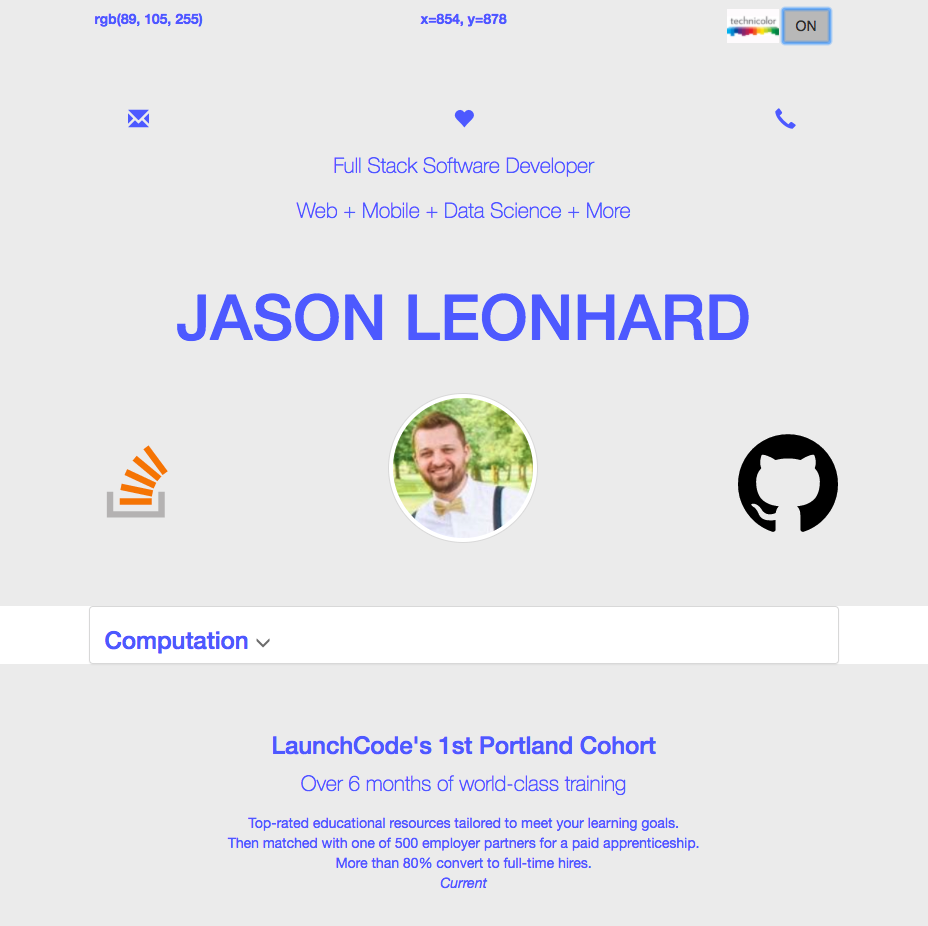 rgb(89, 105, 255)
x=854, y=878
technicolor
ON
Full Stack Software Developer
Web + Mobile + Data Science + More
JASON LEONHARD
Computation
LaunchCode's 1st Portland Cohort
Over 6 months of world-class training
Top-rated educational resources tailored to meet your learning goals.
Then matched with one of 500 employer partners for a paid apprenticeship.
More than 80% convert to full-time hires.
Current